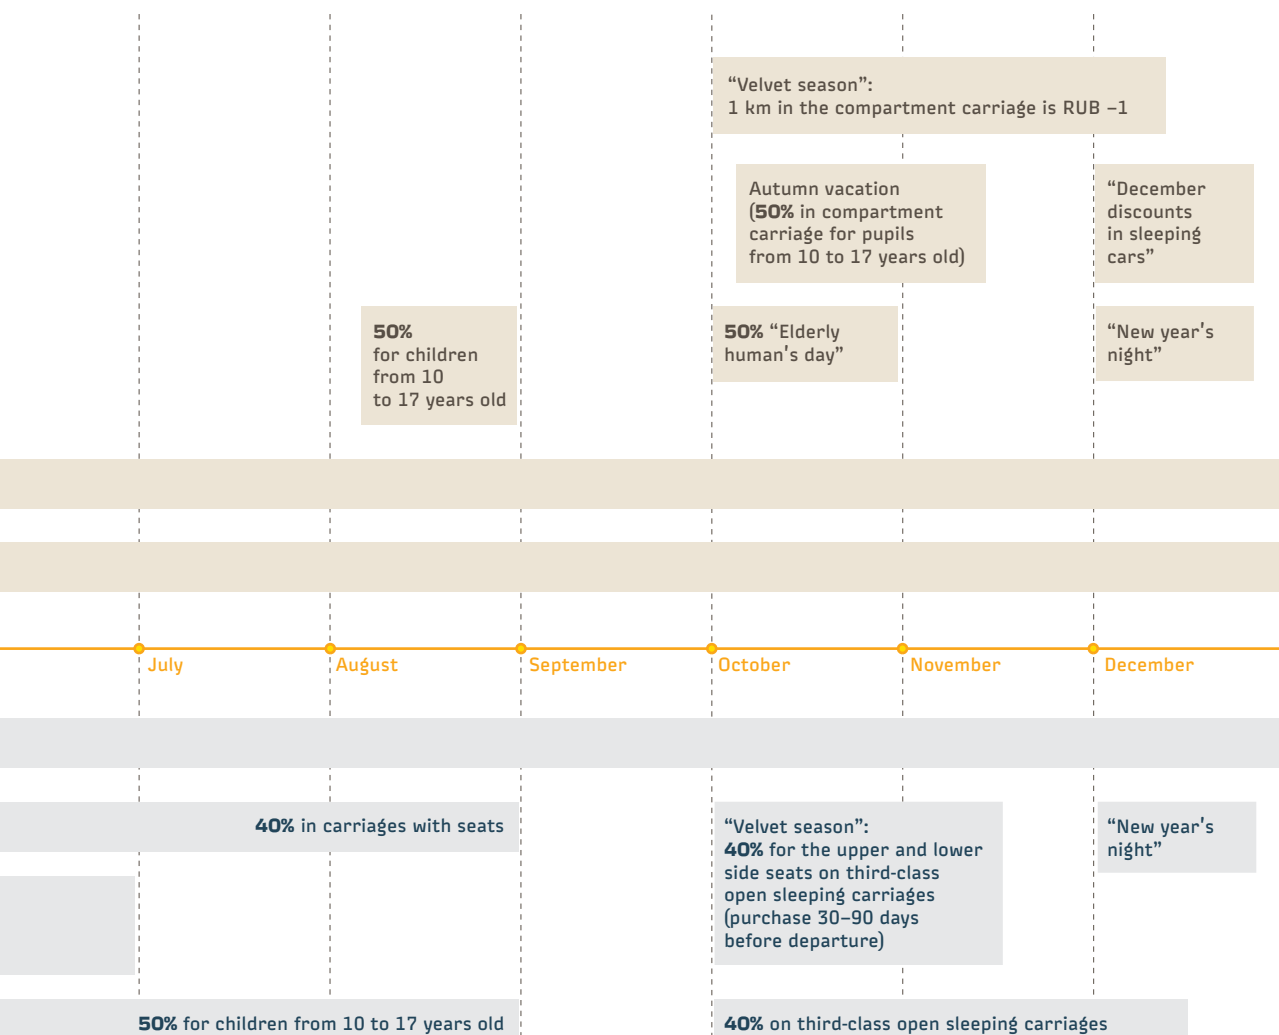 “Velvet season”:
1 km in the compartment carriage is RUB –1
Autumn vacation
(50% in compartment
carriage for pupils
from 10 to 17 years old)
“December
discounts
in sleeping
cars”
50%
for children
from 10
to 17 years old
50% “Elderly
human's day”
“New year's
night”
July
August
September
October
November
December
40% in carriages with seats
“Velvet season”:
40% for the upper and lower
side seats on third-class
open sleeping carriages
(purchase 30–90 days
before departure)
“New year's
night”
50% for children from 10 to 17 years old
40% on third-class open sleeping carriages